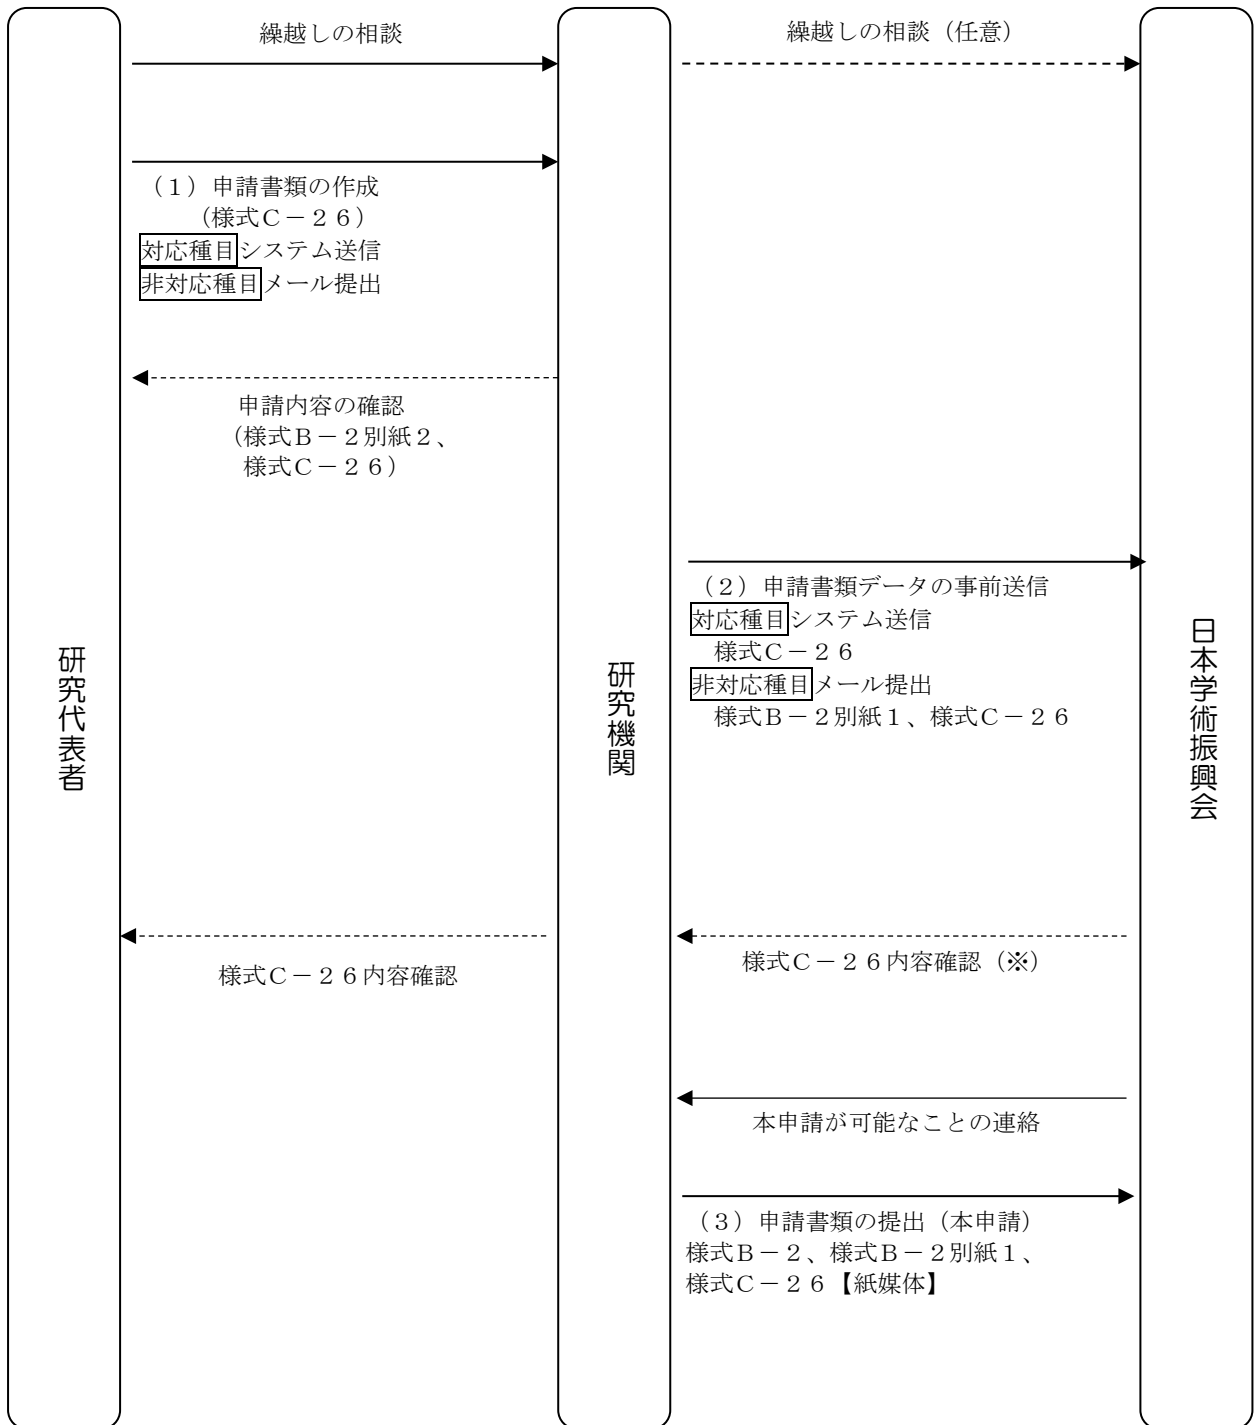 繰越しの相談
繰越しの相談（任意）
（１）申請書類の作成
（様式Ｃ－２６）
対応種目システム送信
非対応種目メール提出
申請内容の確認
（様式Ｂ－２別紙２、
様式Ｃ－２６）
（２）申請書類データの事前送信
対応種目システム送信
様式Ｃ－２６
非対応種目メール提出
様式Ｂ－２別紙１、様式Ｃ－２６
研究代表者
研究機関
日本学術振興会
様式Ｃ－２６内容確認
様式Ｃ－２６内容確認（※）
本申請が可能なことの連絡
（３）申請書類の提出（本申請）
様式Ｂ－２、様式Ｂ－２別紙１、
様式Ｃ－２６【紙媒体】